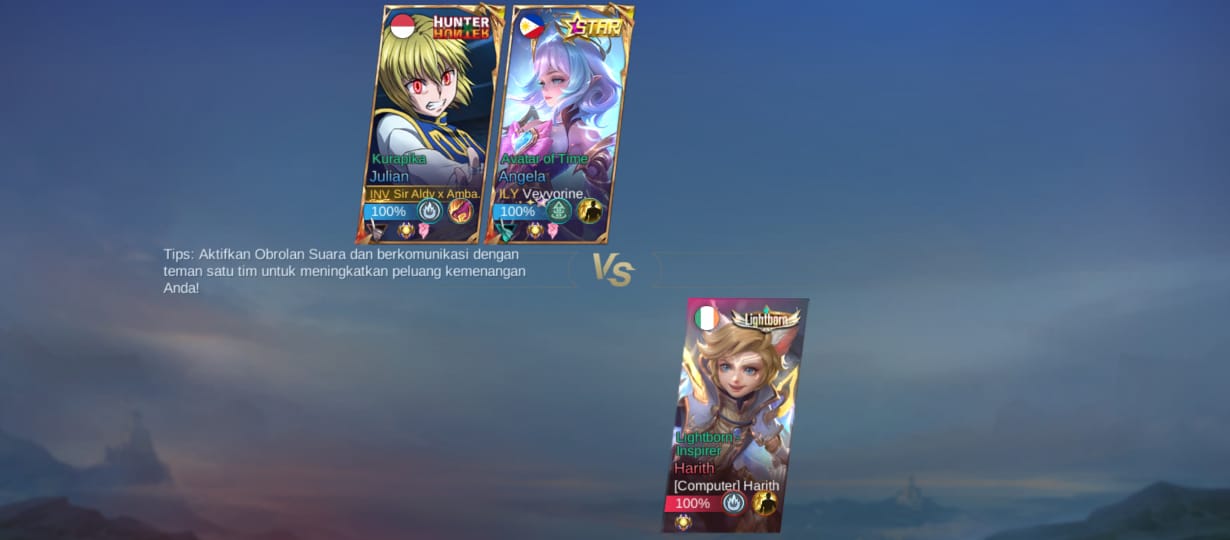 HUNTER
HUNTER
Kurapika
Julian
INV Sir Aldy x Amba.
100%
STAR
Avatar of Time
Angela
ILY Veyyorine
100%
Tips: Aktifkan Obrolan Suara dan berkomunikasi dengan
teman satu tim untuk meningkatkan peluang kemenangan
Anda!
VS
Lightborn
Lightborn -
Inspirer
Harith
[Computer] Harith
100%